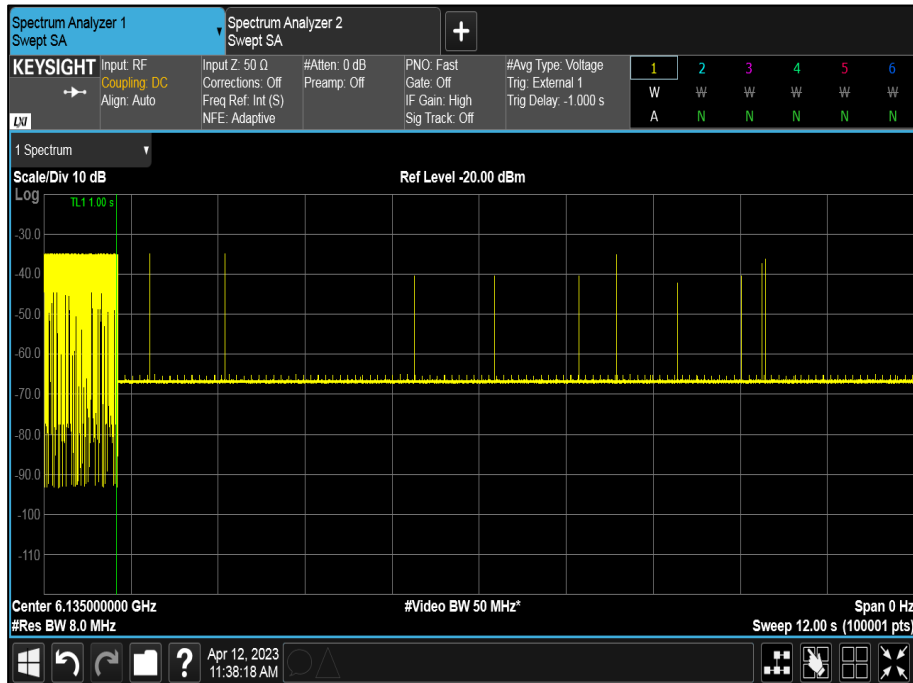 Spectrum Analyzer 1
Swept SA
Spectrum Analyzer 2
Swept SA
+
KEYSIGHT
LXI
Input: RF
Coupling: DC
Align: Auto
Input Z: 50 Ω
Corrections: Off
Freq Ref: Int (S)
NFE: Adaptive
#Atten: 0 dB
Preamp: Off
PNO: Fast
Gate: Off
IF Gain: High
Sig Track: Off
#Avg Type: Voltage
Trig: External 1
Trig Delay: -1.000 s
1 2 3 4 5 6
W W W W W W
A N N N N N
1 Spectrum
Scale/Div 10 dB
Ref Level -20.00 dBm
Log
TL1 1.00 s
-30.0
-40.0
-50.0
-60.0
-70.0
-80.0
-90.0
-100
-110
Center 6.135000000 GHz
#Video BW 50 MHz*
Span 0 Hz
#Res BW 8.0 MHz
Sweep 12.00 s (100001 pts)
?
Apr 12, 2023
11:38:18 AM